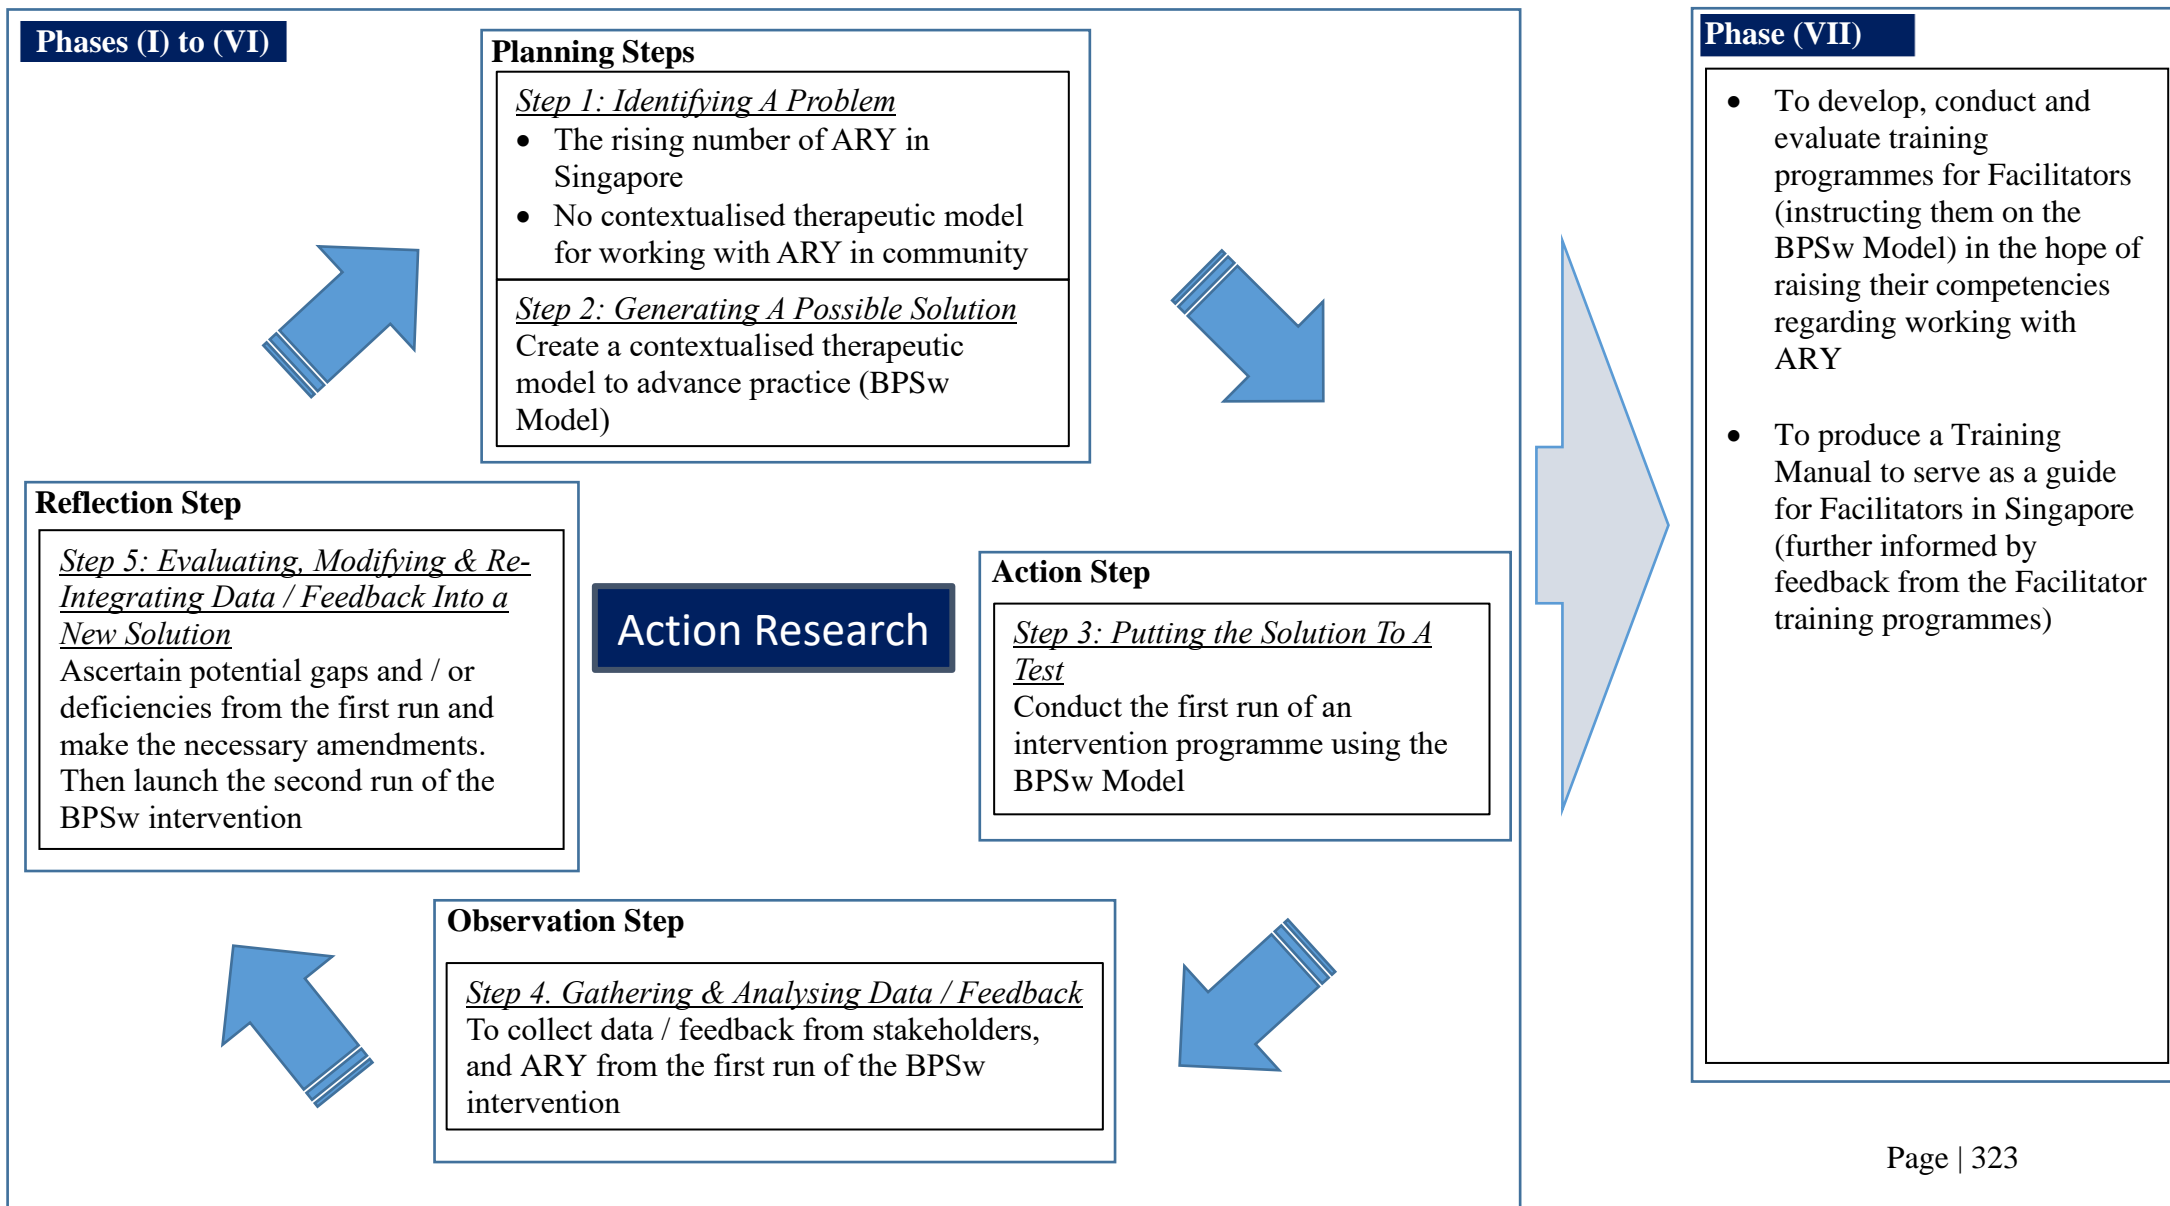 Phases (I) to (VI)
Planning Steps
Step 1: Identifying A Problem
• The rising number of ARY in
Singapore
• No contextualised therapeutic model
for working with ARY in community
Step 2: Generating A Possible Solution
Create a contextualised therapeutic
model to advance practice (BPSw
Model)
Reflection Step
Step 5: Evaluating, Modifying & Re-
Integrating Data / Feedback Into a
New Solution
Ascertain potential gaps and / or
deficiencies from the first run and
make the necessary amendments.
Then launch the second run of the
BPSw intervention
Action Research
Action Step
Step 3: Putting the Solution To A
Test
Conduct the first run of an
intervention programme using the
BPSw Model
Observation Step
Step 4. Gathering & Analysing Data / Feedback
To collect data / feedback from stakeholders,
and ARY from the first run of the BPSw
intervention
Phase (VII)
• To develop, conduct and
evaluate training
programmes for Facilitators
(instructing them on the
BPSw Model) in the hope of
raising their competencies
regarding working with
ARY
• To produce a Training
Manual to serve as a guide
for Facilitators in Singapore
(further informed by
feedback from the Facilitator
training programmes)
Page | 323